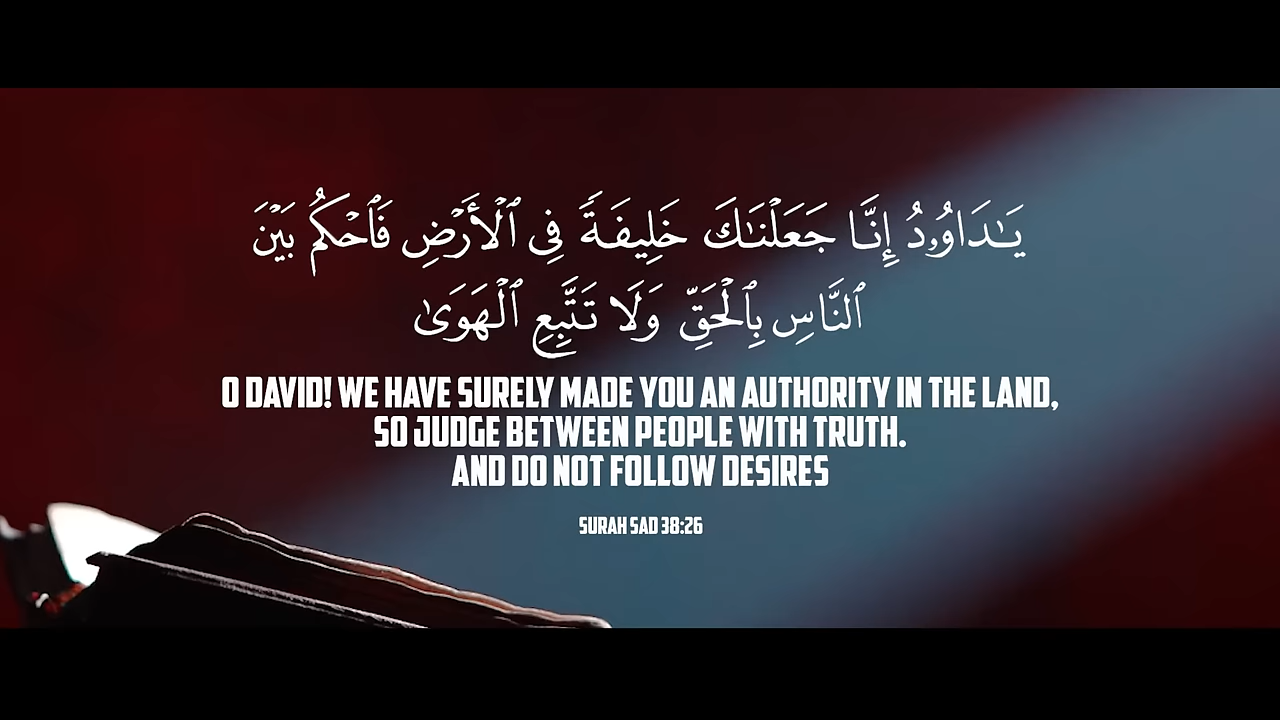 يَـٰدَاوُۥدُ إِنَّا جَعَلْنَـٰكَ خَلِيفَةً فِى ٱلْأَرْضِ فَٱحْكُم بَيْنَ
ٱلنَّاسِ بِٱلْحَقِّ وَلَا تَتَّبِعِ ٱلْهَوَىٰ
O DAVID! WE HAVE SURELY MADE YOU AN AUTHORITY IN THE LAND,
SO JUDGE BETWEEN PEOPLE WITH TRUTH.
AND DO NOT FOLLOW DESIRES
SURAH SAD 38:26